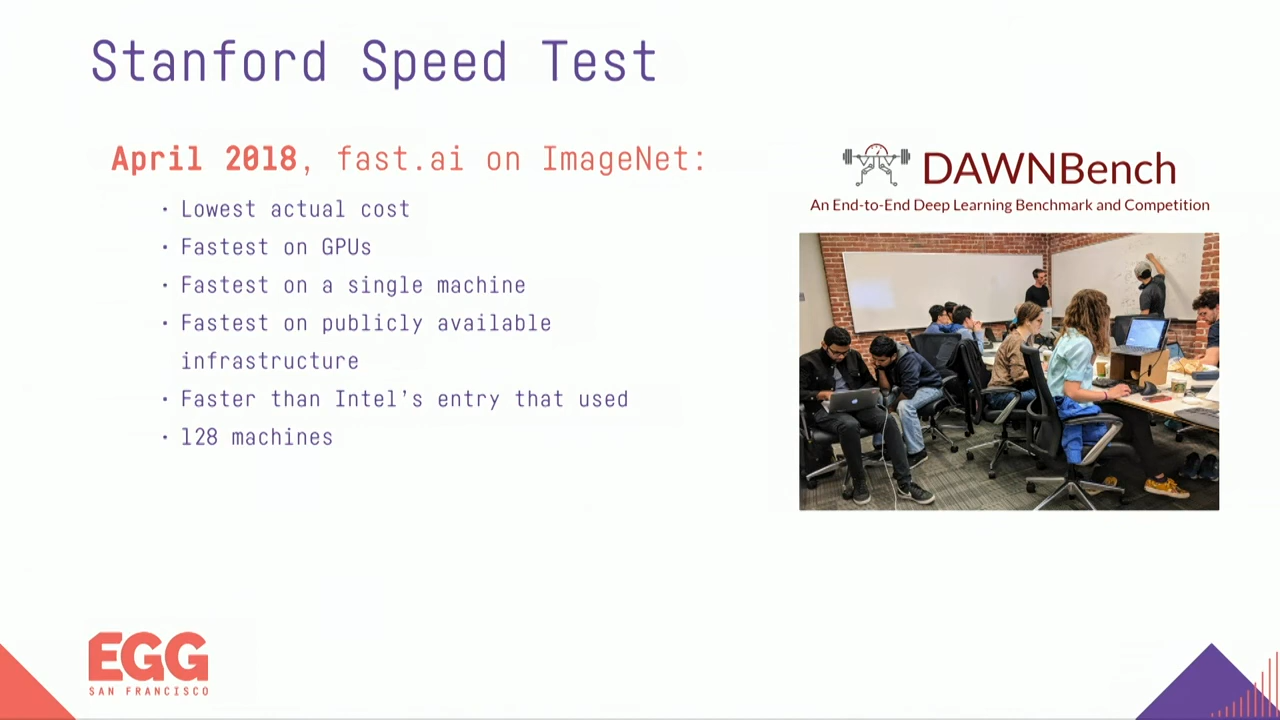 Stanford Speed Test
April 2018, fast.ai on ImageNet:
· Lowest actual cost
· Fastest on GPUs
· Fastest on a single machine
· Fastest on publicly available
infrastructure
· Faster than Intel’s entry that used
· 128 machines
DAWNBench
An End-to-End Deep Learning Benchmark and Competition
EGG
SAN FRANCISCO